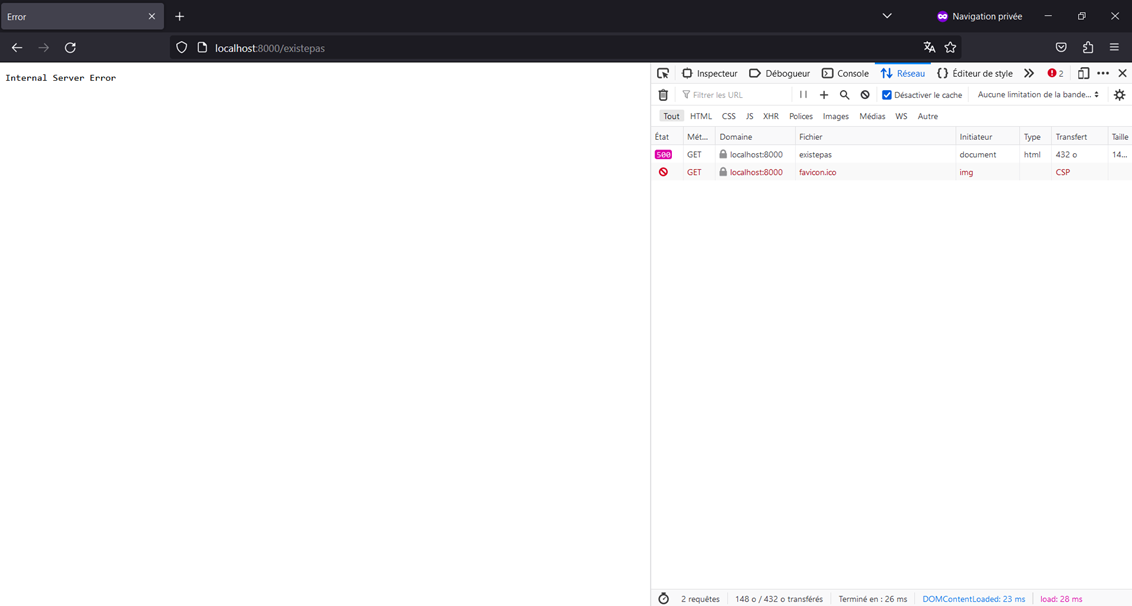 Error
Navigation privée
localhost:8000/existepas
Internal Server Error
Inspecteur Débogueur Console Réseau Éditeur de style 2
Filtrer les URL Désactiver le cache Aucune limitation de la bande...
Tout HTML CSS JS XHR Polices Images Médias WS Autre
État Mét... Domaine Fichier Initiateur Type Transfert Taille
500 GET localhost:8000 existepas document html 432 o 14...
GET localhost:8000 favicon.ico img CSP
2 requêtes 148 o / 432 o transférés Terminé en : 26 ms DOMContentLoaded: 23 ms load: 28 ms